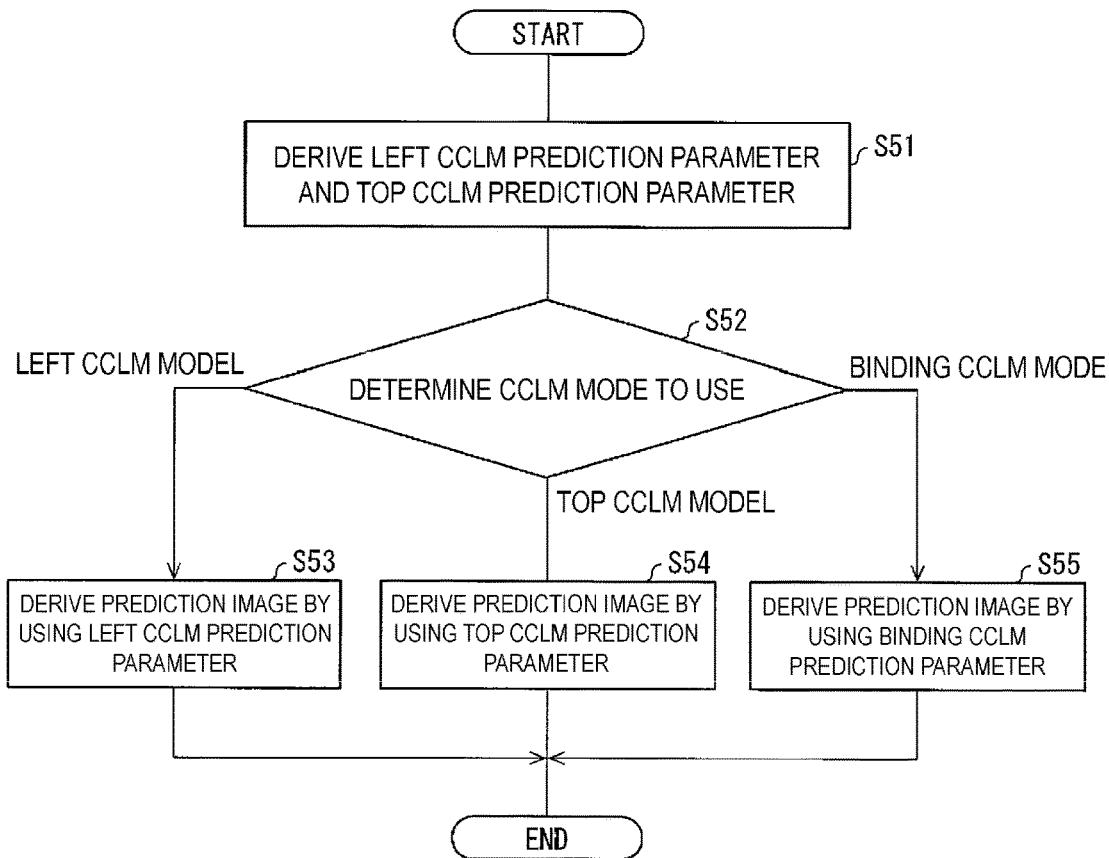 START
DERIVE LEFT CCLM PREDICTION PARAMETER
AND TOP CCLM PREDICTION PARAMETER
S51
S52
LEFT CCLM MODEL
DETERMINE CCLM MODE TO USE
BINDING CCLM MODE
TOP CCLM MODEL
S53
DERIVE PREDICTION IMAGE BY
USING LEFT CCLM PREDICTION
PARAMETER
S54
DERIVE PREDICTION IMAGE BY
USING TOP CCLM PREDICTION
PARAMETER
S55
DERIVE PREDICTION IMAGE BY
USING BINDING CCLM
PREDICTION PARAMETER
END